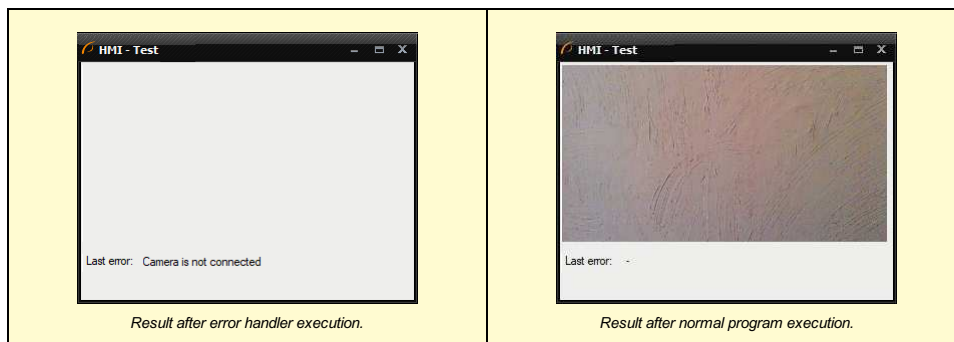 HMI - Test
Last error: Camera is not connected
Result after error handler execution.
HMI - Test
Last error: -
Result after normal program execution.